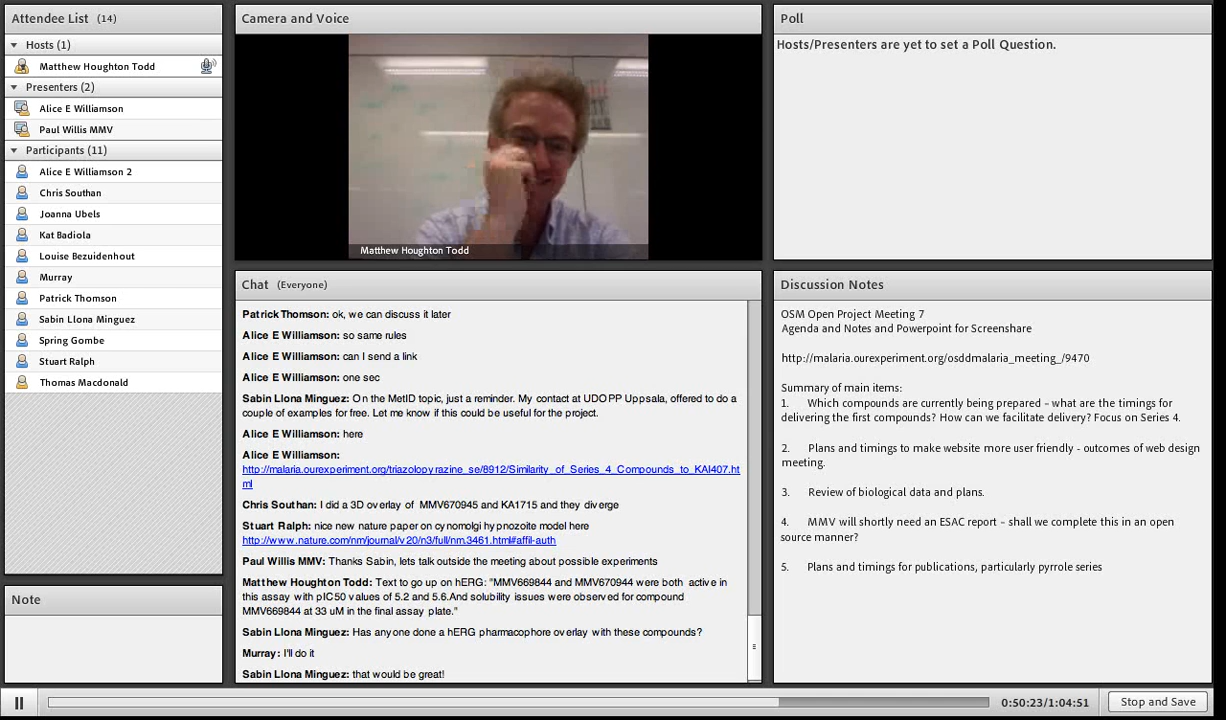 Attendee List (14)
Hosts (1)
Matthew Houghton Todd
Presenters (2)
Alice E Williamson
Paul Willis MMV
Participants (11)
Alice E Williamson 2
Chris Southan
Joanna Ubels
Kat Badiola
Louise Bezuidenhout
Murray
Patrick Thomson
Sabin Llona Minguez
Spring Gombe
Stuart Ralph
Thomas Macdonald
Note
Camera and Voice
Matthew Houghton Todd
Chat (Everyone)
Patrick Thomson: ok, we can discuss it later
Alice E Williamson: so same rules
Alice E Williamson: can I send a link
Alice E Williamson: one sec
Sabin Llona Minguez: On the MetID topic, just a reminder. My contact at UDOPP Uppsala, offered to do a
couple of examples for free. Let me know if this could be useful for the project.
Alice E Williamson: here
Alice E Williamson:
http://malaria.ourexperiment.org/triazolopyrazine_se/8912/Similarity_of_Series_4_Compounds_to_KAI407.ht
ml
Chris Southan: I did a 3D overlay of MMV670945 and KA1715 and they diverge
Stuart Ralph: nice new nature paper on cynomolgi hypnozoite model here
http://www.nature.com/nm/journal/v20/n3/full/nm.3461.html#affil-auth
Paul Willis MMV: Thanks Sabin, lets talk outside the meeting about possible experiments
Matthew Houghton Todd: Text to go up on hERG: "MMV669844 and MMV670944 were both active in
this assay with pIC50 values of 5.2 and 5.6.And solubility issues were observed for compound
MMV669844 at 33 uM in the final assay plate."
Sabin Llona Minguez: Has anyone done a hERG pharmacophore overlay with these compounds?
Murray: I'll do it
Sabin Llona Minguez: that would be great!
Poll
Hosts/Presenters are yet to set a Poll Question.
Discussion Notes
OSM Open Project Meeting 7
Agenda and Notes and Powerpoint for Screenshare
http://malaria.ourexperiment.org/osddmalaria_meeting_/9470
Summary of main items:
1. Which compounds are currently being prepared – what are the timings for
delivering the first compounds? How can we facilitate delivery? Focus on Series 4.
2. Plans and timings to make website more user friendly - outcomes of web design
meeting.
3. Review of biological data and plans.
4. MMV will shortly need an ESAC report – shall we complete this in an open
source manner?
5. Plans and timings for publications, particularly pyrrole series
0:50:23/1:04:51
Stop and Save